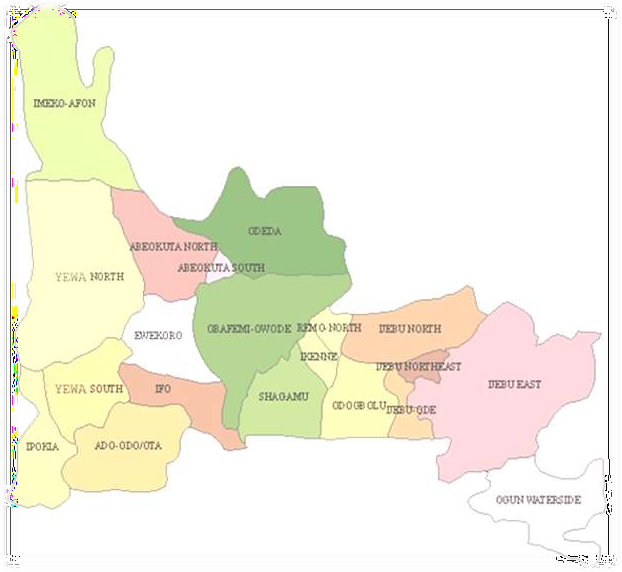 IMEKO-AFON
ODEDA
ABEOKUTA NORTH
ABEOKUTA SOUTH
YEWA NORTH
EWEKORO
OBAFEMI-OWODE
REMO-NORTH
IJEBU NORTH
IKENNE
IJEBU NORTHEAST
YEWA SOUTH
IFO
IJEBU EAST
SHAGAMU
ODOGBOLU
IJEBU-ODE
IPOKIA
ADO-ODO/OTA
OGUN WATERSIDE